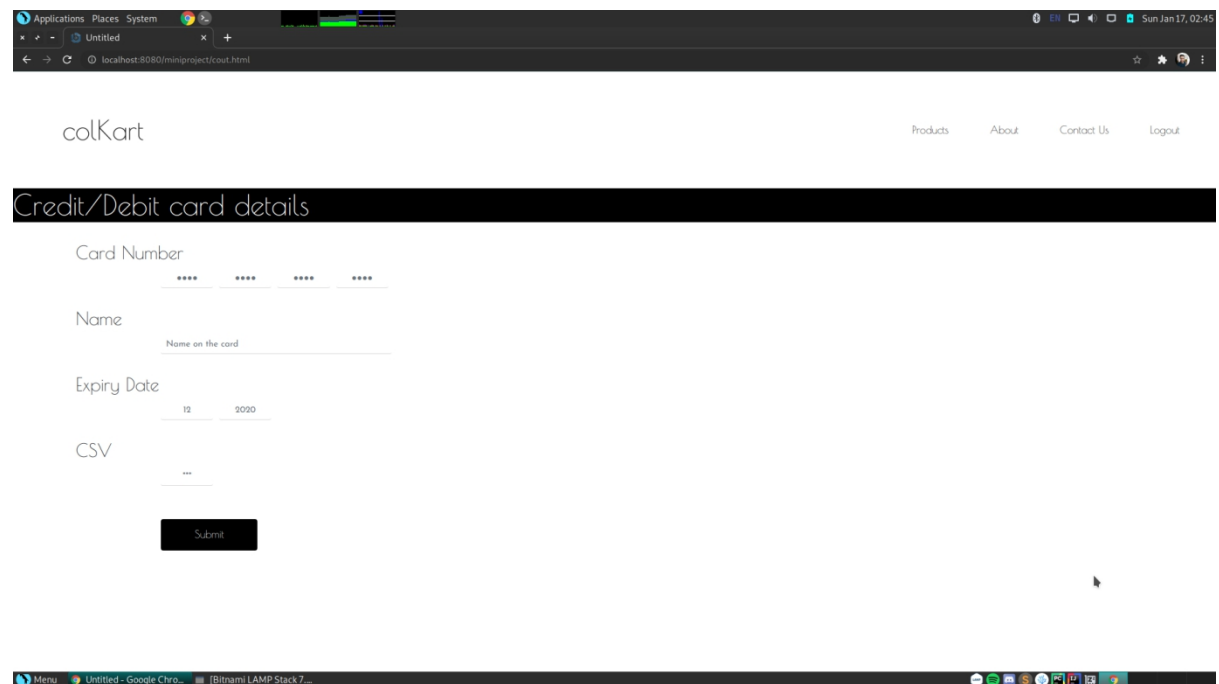 Applications Places System
EN
Sun Jan 17, 02:45
Untitled
localhost:8080/miniproject/cout.html
colKart
Products About Contact Us Logout
Credit/Debit card details
Card Number
•••• •••• •••• ••••
Name
Name on the card
Expiry Date
12 2020
CSV
•••
Submit
Menu Untitled - Google Chro... [Bitnami LAMP Stack 7....